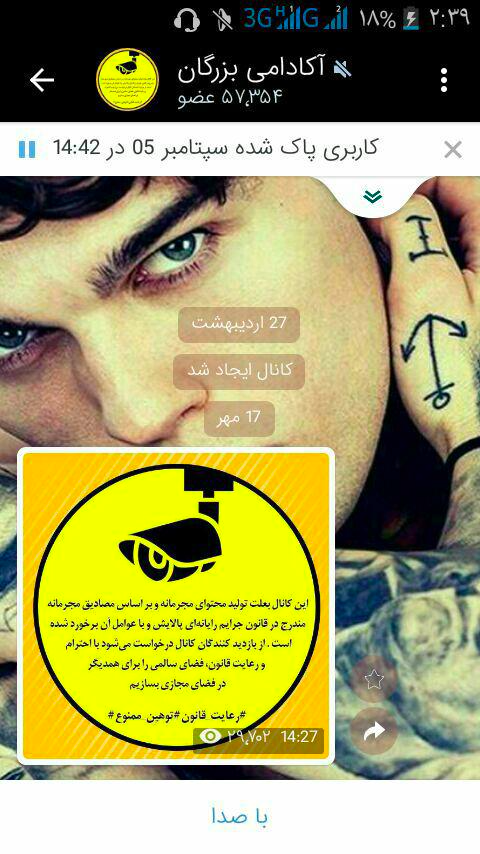 3G H 1 G 2 ۱۸% ۲:۳۹
آکادامی بزرگان
۵۷,۳۵۴ عضو
کاربری پاک شده سپتامبر 05 در 14:42
27 اردیبهشت
کانال ایجاد شد
17 مهر
این کانال بعلت تولید محتوای مجرمانه و بر اساس مصادیق مجرمانه
مندرج در قانون جرایم رایانه‌ای پالایش و با عوامل آن برخورد شده
است . از بازدید کنندگان کانال درخواست می‌شود با احترام
و رعایت قانون، فضای سالمی را برای همدیگر
در فضای مجازی بسازیم
#رعایت_قانون #توهین_ممنوع #
۲۹,۷۰۲ 14:27
با صدا